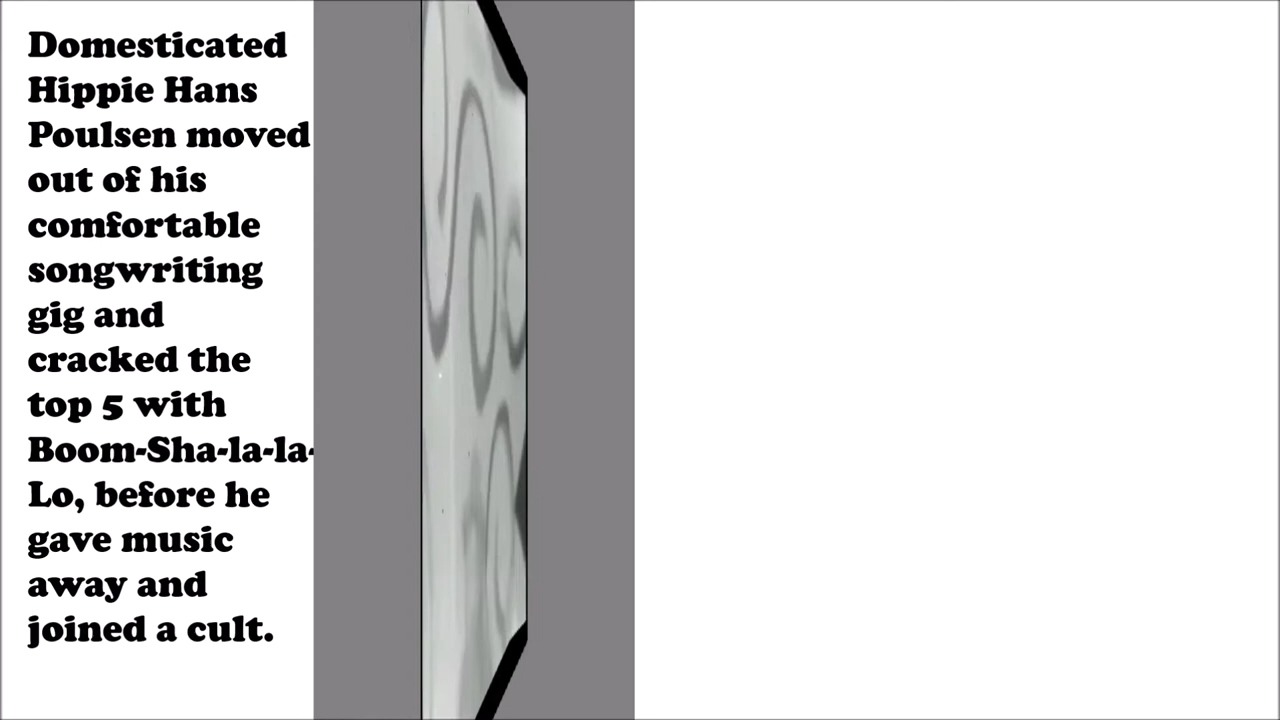 Domesticated
Hippie Hans
Poulsen moved
out of his
comfortable
songwriting
gig and
cracked the
top 5 with
Boom-Sha-la-la-
Lo, before he
gave music
away and
joined a cult.